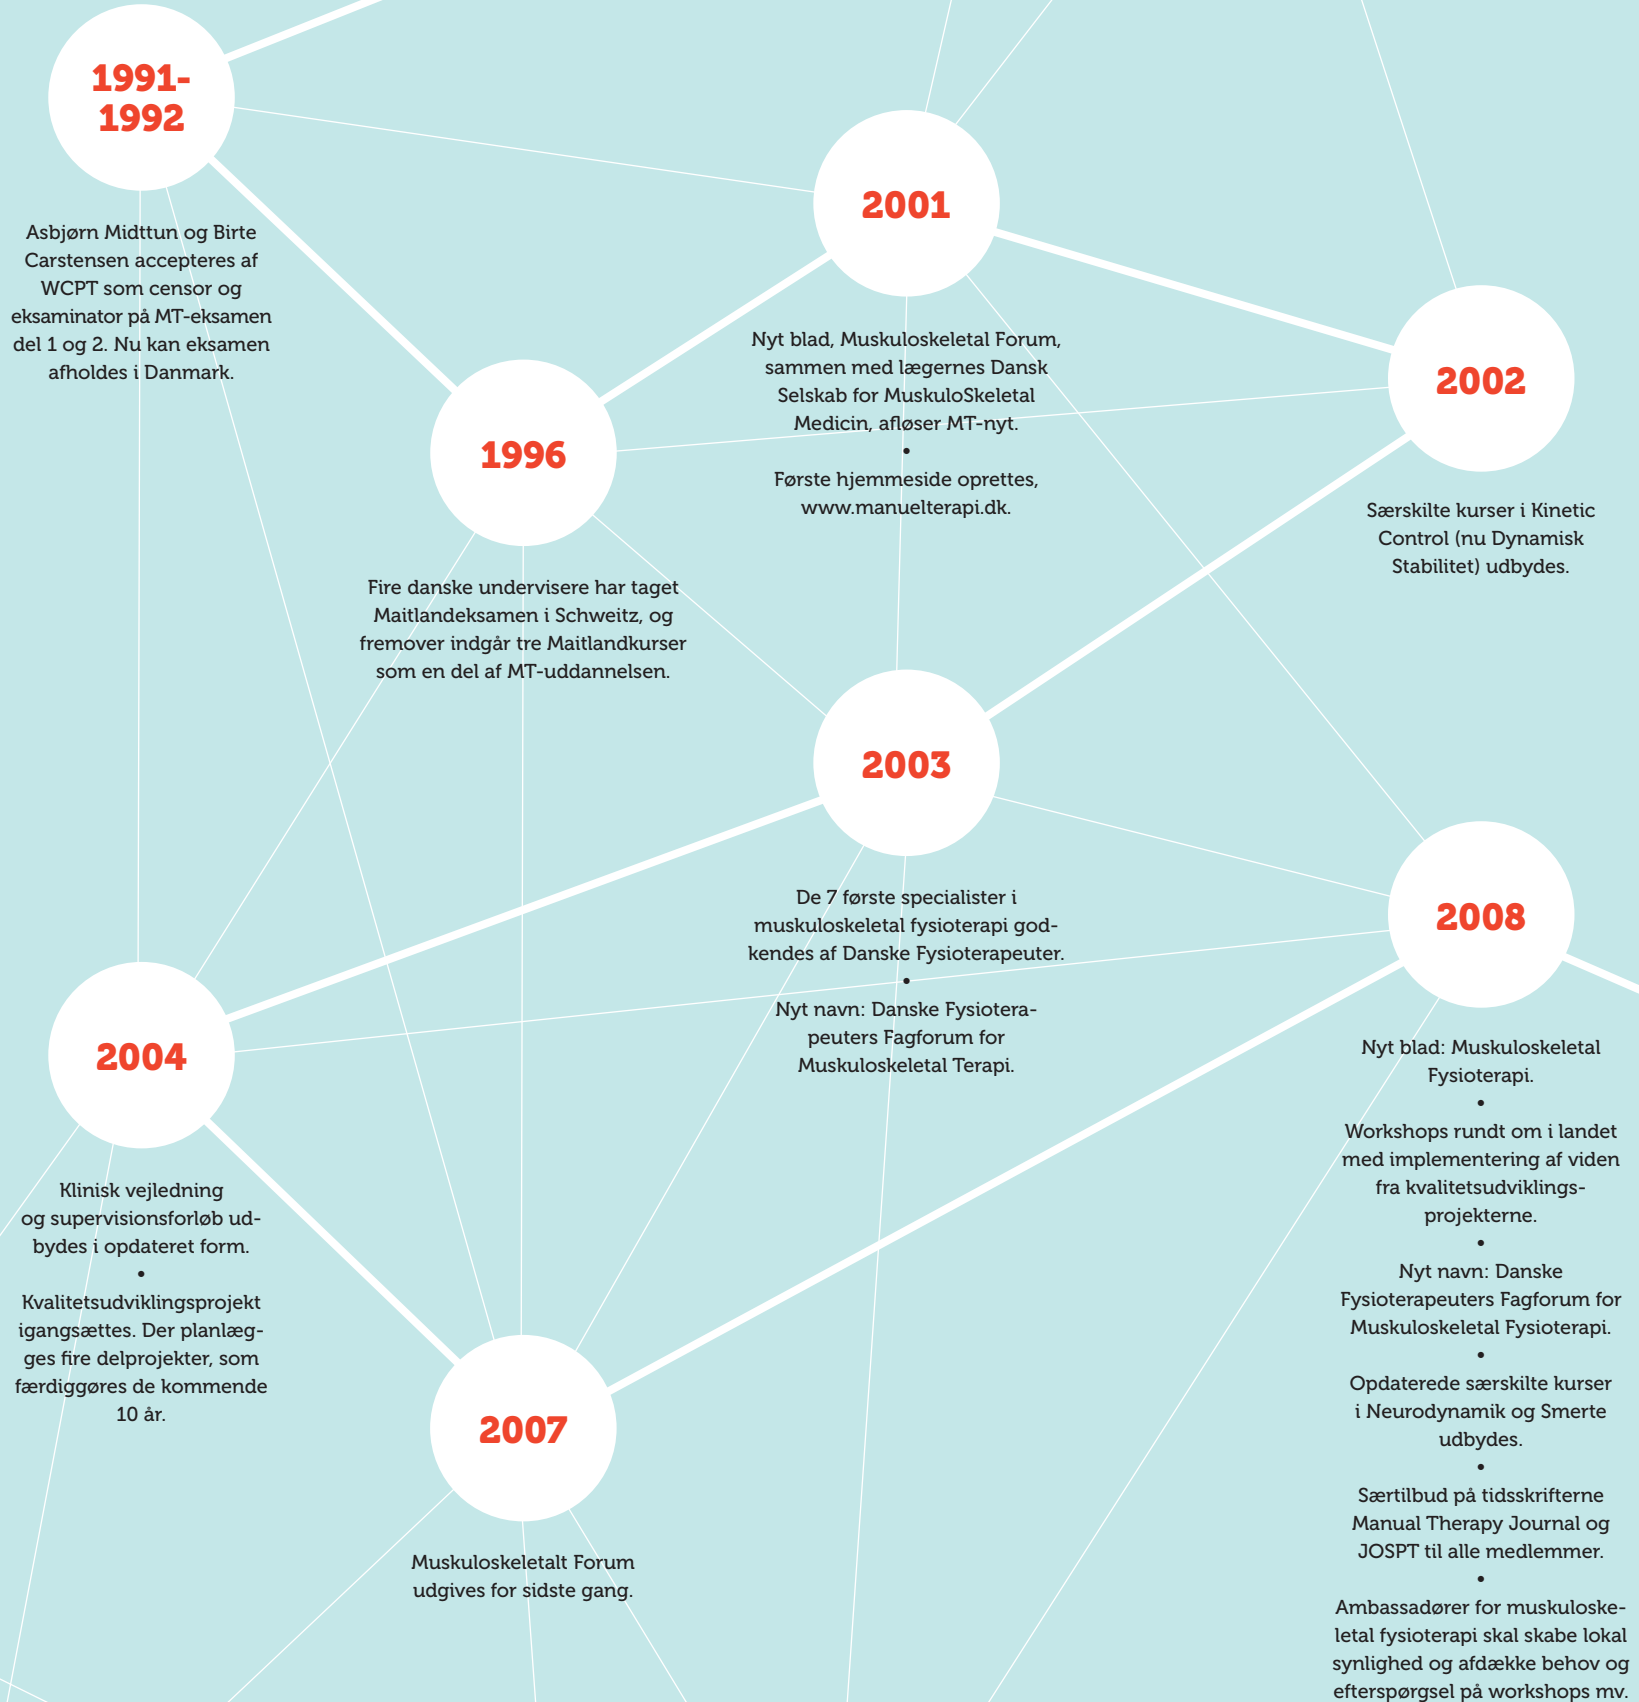 1991-
1992
Asbjørn Midttun og Birte
Carstensen accepteres af
WCPT som censor og
eksaminator på MT-eksamen
del 1 og 2. Nu kan eksamen
afholdes i Danmark.
1996
Fire danske undervisere har taget
Maitlandeksamen i Schweitz, og
fremover indgår tre Maitlandkurser
som en del af MT-uddannelsen.
2001
Nyt blad, Muskuloskeletal Forum,
sammen med lægernes Dansk
Selskab for MuskuloSkeletal
Medicin, afløser MT-nyt.
•
Første hjemmeside oprettes,
www.manuelterapi.dk.
2002
Særskilte kurser i Kinetic
Control (nu Dynamisk
Stabilitet) udbydes.
2003
De 7 første specialister i
muskuloskeletal fysioterapi god-
kendes af Danske Fysioterapeuter.
•
Nyt navn: Danske Fysiotera-
peuters Fagforum for
Muskuloskeletal Terapi.
2004
Klinisk vejledning
og supervisionsforløb ud-
bydes i opdateret form.
•
Kvalitetsudviklingsprojekt
igangsættes. Der planlæg-
ges fire delprojekter, som
færdiggøres de kommende
10 år.
2007
Muskuloskeletalt Forum
udgives for sidste gang.
2008
Nyt blad: Muskuloskeletal
Fysioterapi.
•
Workshops rundt om i landet
med implementering af viden
fra kvalitetsudviklings-
projekterne.
•
Nyt navn: Danske
Fysioterapeuters Fagforum for
Muskuloskeletal Fysioterapi.
•
Opdaterede særskilte kurser
i Neurodynamik og Smerte
udbydes.
•
Særtilbud på tidsskrifterne
Manual Therapy Journal og
JOSPT til alle medlemmer.
•
Ambassadører for muskuloske-
letal fysioterapi skal skabe lokal
synlighed og afdække behov og
efterspørgsel på workshops mv.